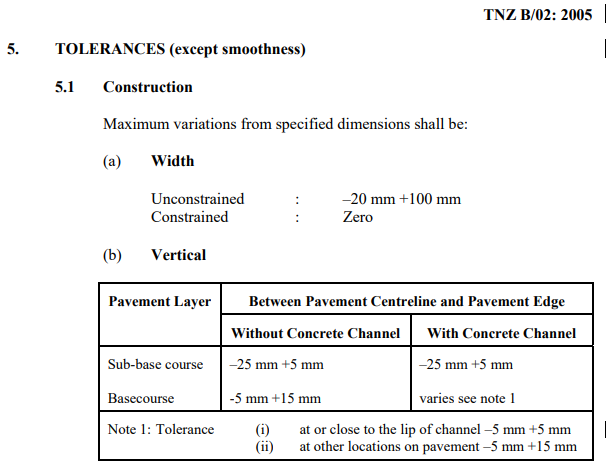 TNZ B/02: 2005
5. TOLERANCES (except smoothness)
5.1 Construction
Maximum variations from specified dimensions shall be:
(a) Width
Unconstrained : –20 mm +100 mm
Constrained : Zero
(b) Vertical
Pavement Layer Between Pavement Centreline and Pavement Edge
Without Concrete Channel With Concrete Channel
Sub-base course –25 mm +5 mm –25 mm +5 mm
Basecourse -5 mm +15 mm varies see note 1
Note 1: Tolerance (i) at or close to the lip of channel –5 mm +5 mm
(ii) at other locations on pavement –5 mm +15 mm